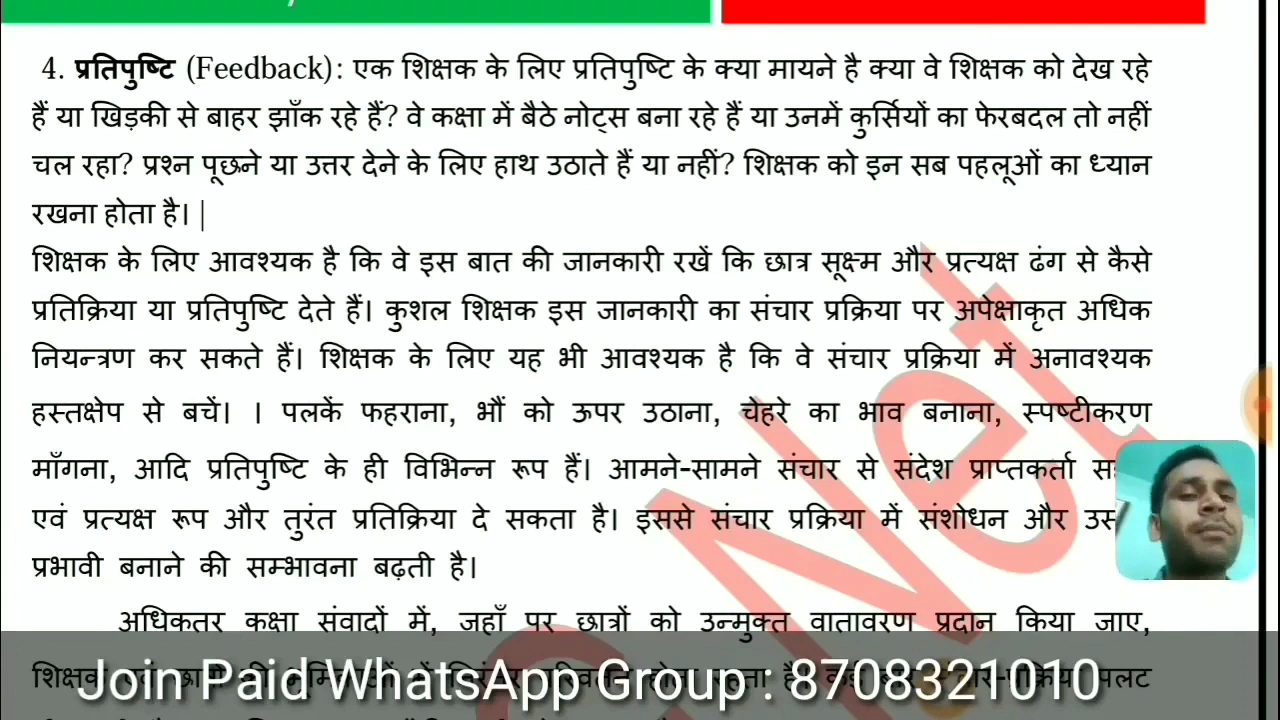 4. प्रतिपुष्टि (Feedback): एक शिक्षक के लिए प्रतिपुष्टि के क्या मायने है क्या वे शिक्षक को देख रहे
हैं या खिड़की से बाहर झाँक रहे हैं? वे कक्षा में बैठे नोट्स बना रहे हैं या उनमें कुर्सियों का फेरबदल तो नहीं
चल रहा? प्रश्न पूछने या उत्तर देने के लिए हाथ उठाते हैं या नहीं? शिक्षक को इन सब पहलूओं का ध्यान
रखना होता है। |
शिक्षक के लिए आवश्यक है कि वे इस बात की जानकारी रखें कि छात्र सूक्ष्म और प्रत्यक्ष ढंग से कैसे
प्रतिक्रिया या प्रतिपुष्टि देते हैं। कुशल शिक्षक इस जानकारी का संचार प्रक्रिया पर अपेक्षाकृत अधिक
नियन्त्रण कर सकते हैं। शिक्षक के लिए यह भी आवश्यक है कि वे संचार प्रक्रिया में अनावश्यक
हस्तक्षेप से बचें। । पलकें फहराना, भौं को ऊपर उठाना, चेहरे का भाव बनाना, स्पष्टीकरण
माँगना, आदि प्रतिपुष्टि के ही विभिन्न रूप हैं। आमने-सामने संचार से संदेश प्राप्तकर्ता
एवं प्रत्यक्ष रूप और तुरंत प्रतिक्रिया दे सकता है। इससे संचार प्रक्रिया में संशोधन और
प्रभावी बनाने की सम्भावना बढ़ती है।
अधिकतर कक्षा संवादों में, जहाँ पर छात्रों को उन्मुक्त वातावरण प्रदान किया जाए,
Join Paid WhatsApp Group : 8708321010
पलट
Net